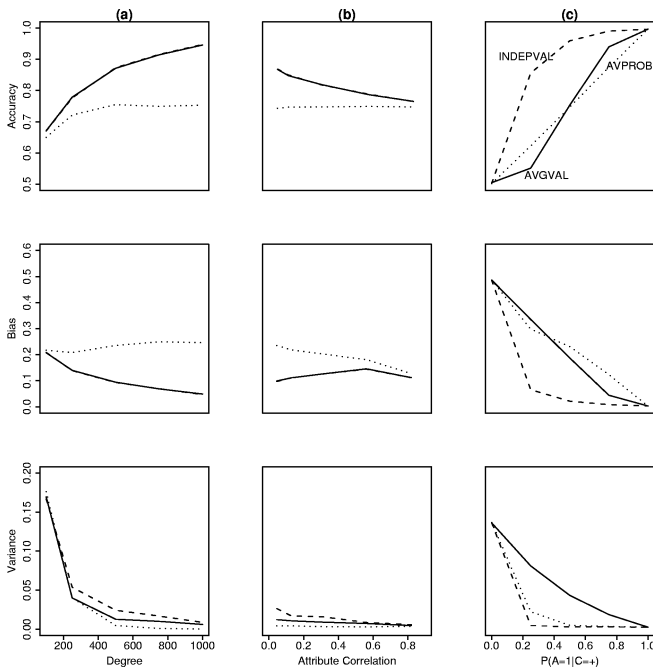 (a) (b) (c)
Accuracy
1.0
0.9
0.8
0.7
0.6
0.5
INDEPVAL
AVPROB
AVGVAL
Bias
0.6
0.5
0.4
0.3
0.2
0.1
0.0
Variance
0.20
0.15
0.10
0.05
0.00
200 400 600 800 1000
0.0 0.2 0.4 0.6 0.8
0.0 0.2 0.4 0.6 0.8 1.0
Degree
Attribute Correlation
P(A=1|C=+)